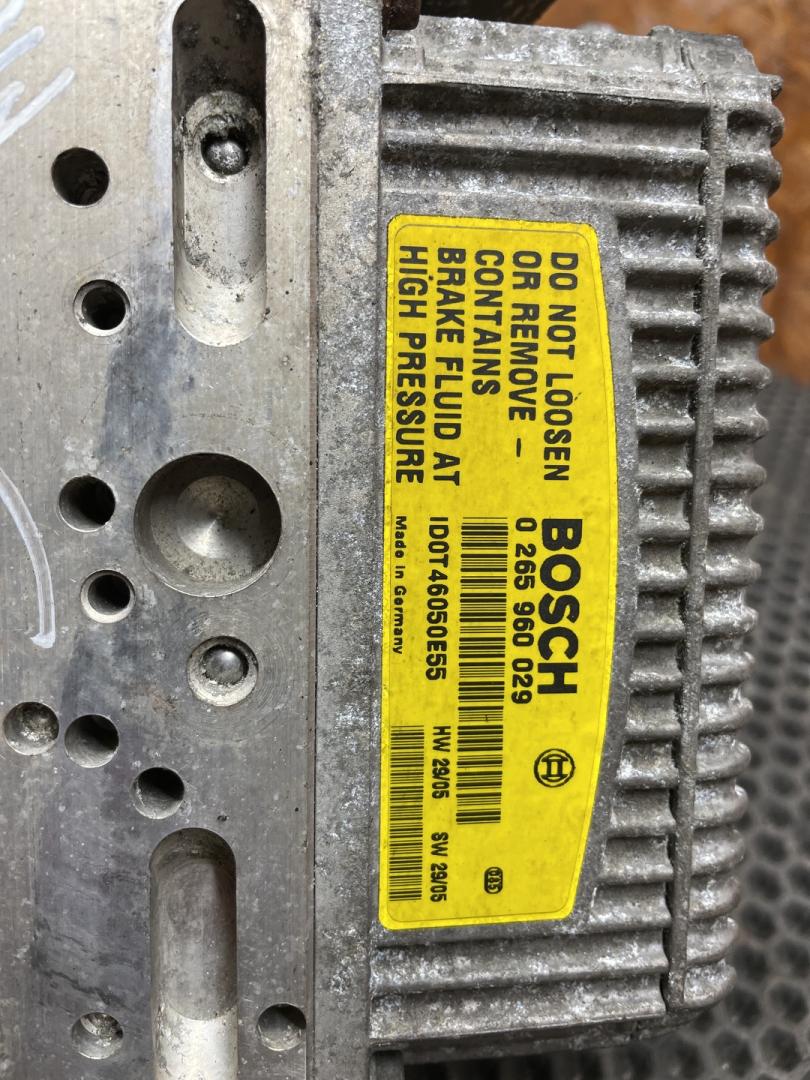 DO NOT LOOSEN
OR REMOVE –
CONTAINS
BRAKE FLUID AT
HIGH PRESSURE
BOSCH
0 265 960 029
ID0T46050E55
Made in Germany
HW 29/05 SW 29/05